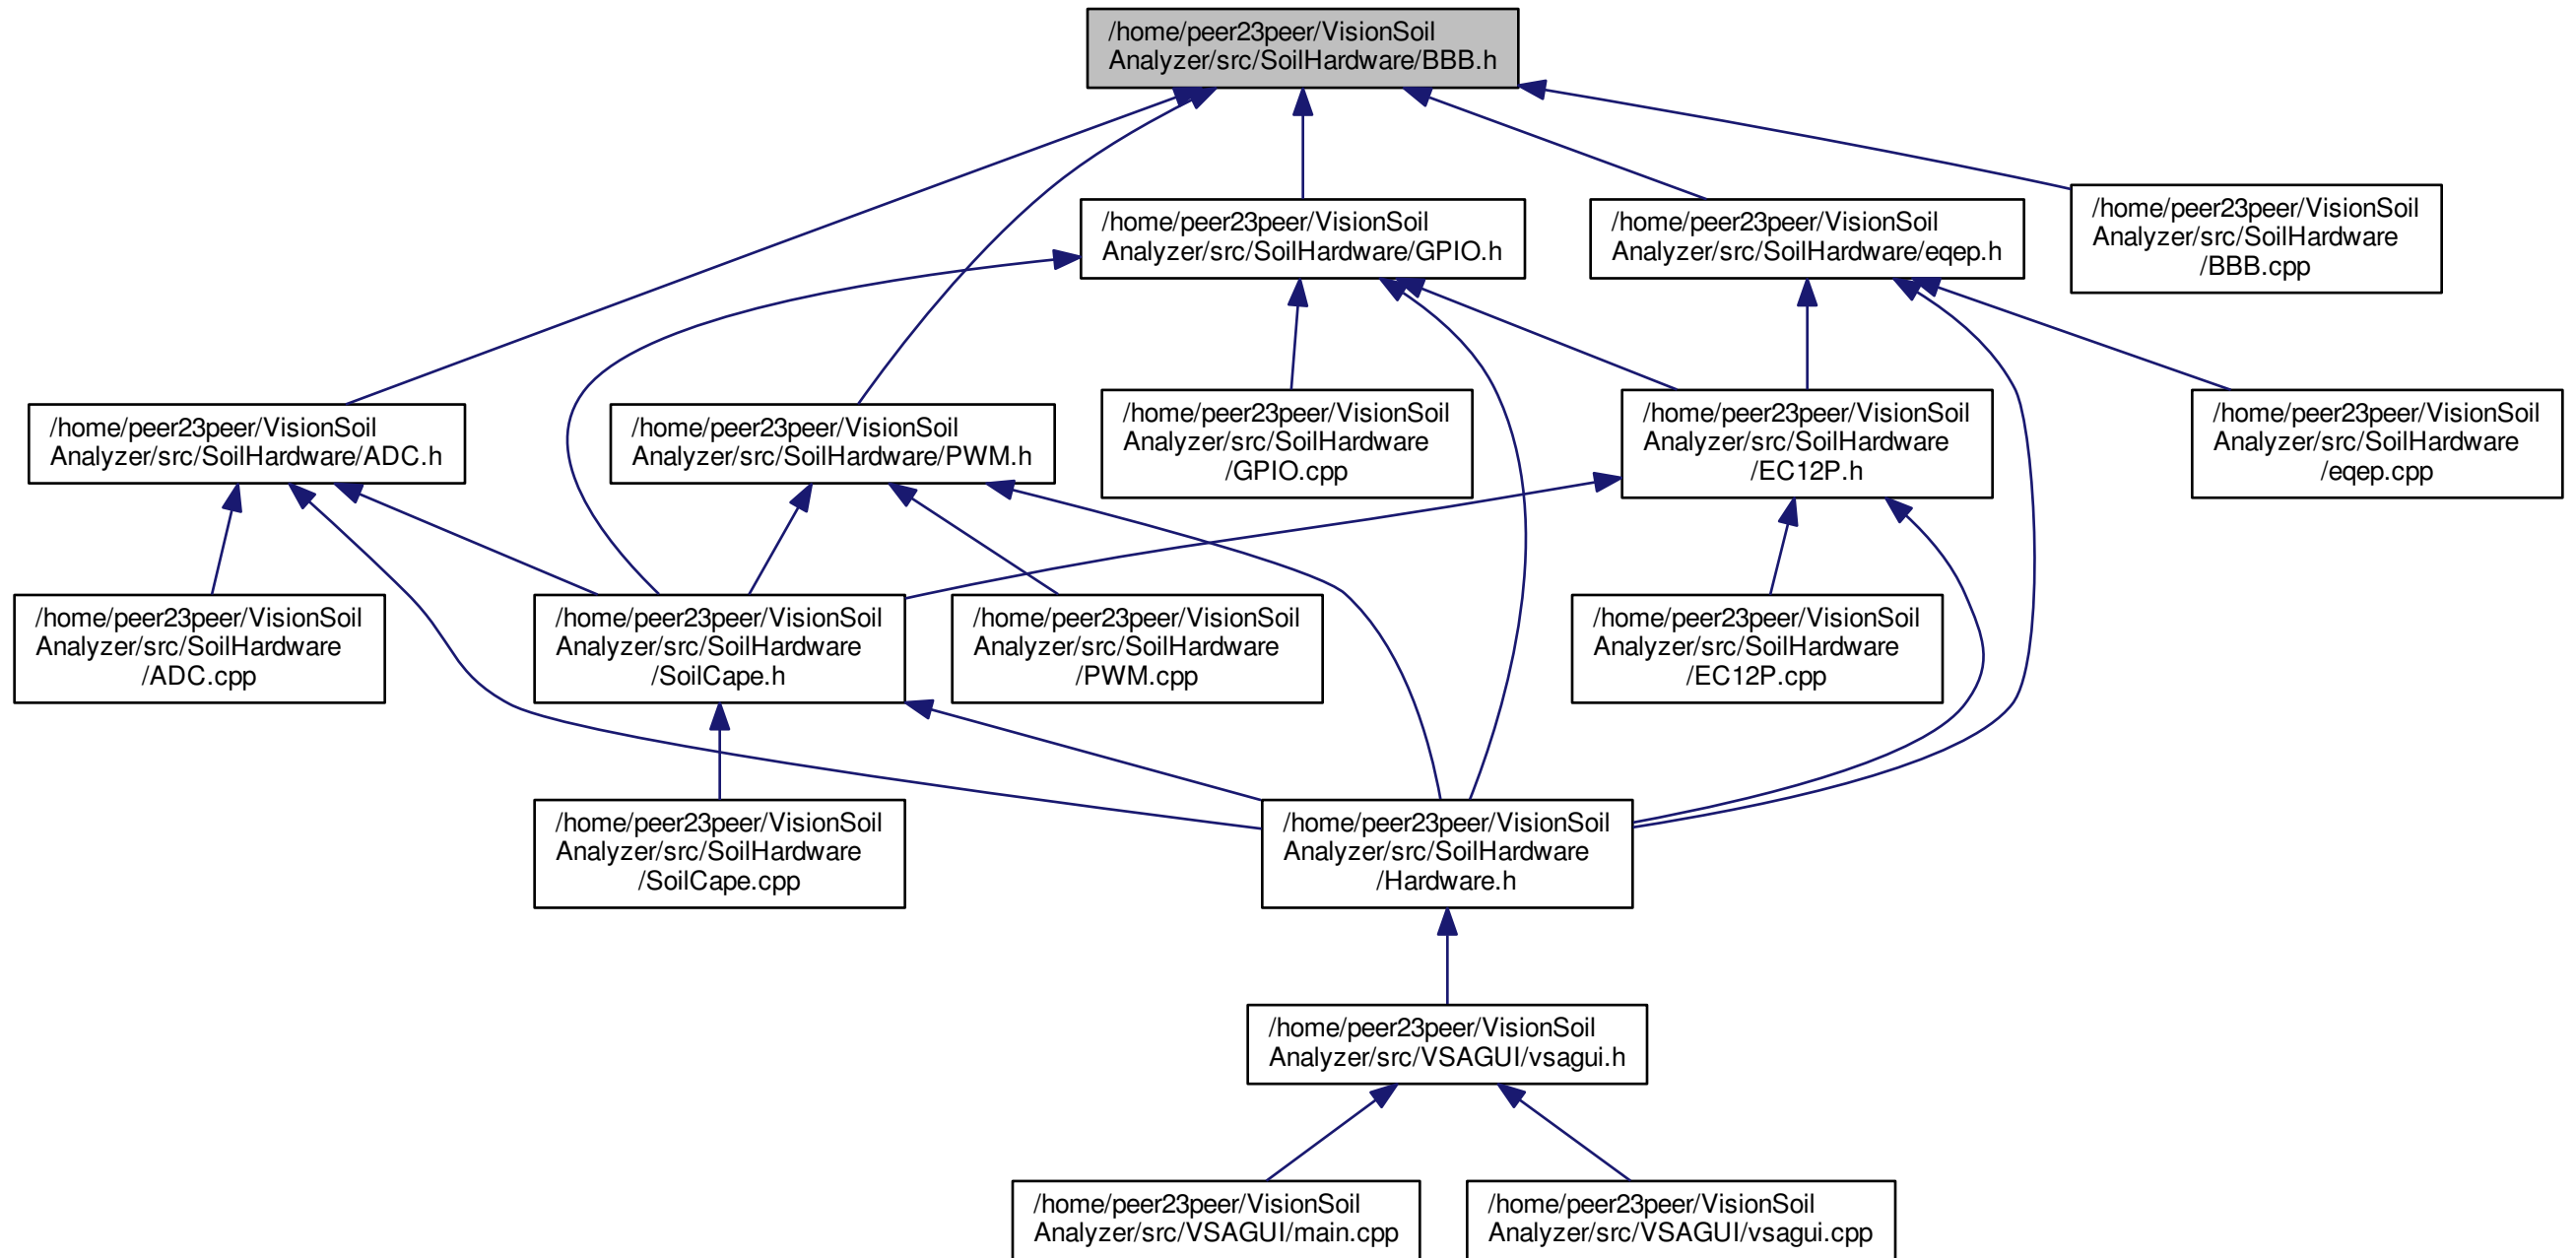 /home/peer23peer/VisionSoil
Analyzer/src/SoilHardware/BBB.h
/home/peer23peer/VisionSoil
Analyzer/src/SoilHardware/GPIO.h
/home/peer23peer/VisionSoil
Analyzer/src/SoilHardware/eqep.h
/home/peer23peer/VisionSoil
Analyzer/src/SoilHardware
/BBB.cpp
/home/peer23peer/VisionSoil
Analyzer/src/SoilHardware/ADC.h
/home/peer23peer/VisionSoil
Analyzer/src/SoilHardware/PWM.h
/home/peer23peer/VisionSoil
Analyzer/src/SoilHardware
/GPIO.cpp
/home/peer23peer/VisionSoil
Analyzer/src/SoilHardware
/EC12P.h
/home/peer23peer/VisionSoil
Analyzer/src/SoilHardware
/eqep.cpp
/home/peer23peer/VisionSoil
Analyzer/src/SoilHardware
/ADC.cpp
/home/peer23peer/VisionSoil
Analyzer/src/SoilHardware
/SoilCape.h
/home/peer23peer/VisionSoil
Analyzer/src/SoilHardware
/PWM.cpp
/home/peer23peer/VisionSoil
Analyzer/src/SoilHardware
/EC12P.cpp
/home/peer23peer/VisionSoil
Analyzer/src/SoilHardware
/SoilCape.cpp
/home/peer23peer/VisionSoil
Analyzer/src/SoilHardware
/Hardware.h
/home/peer23peer/VisionSoil
Analyzer/src/VSAGUI/vsagui.h
/home/peer23peer/VisionSoil
Analyzer/src/VSAGUI/main.cpp
/home/peer23peer/VisionSoil
Analyzer/src/VSAGUI/vsagui.cpp